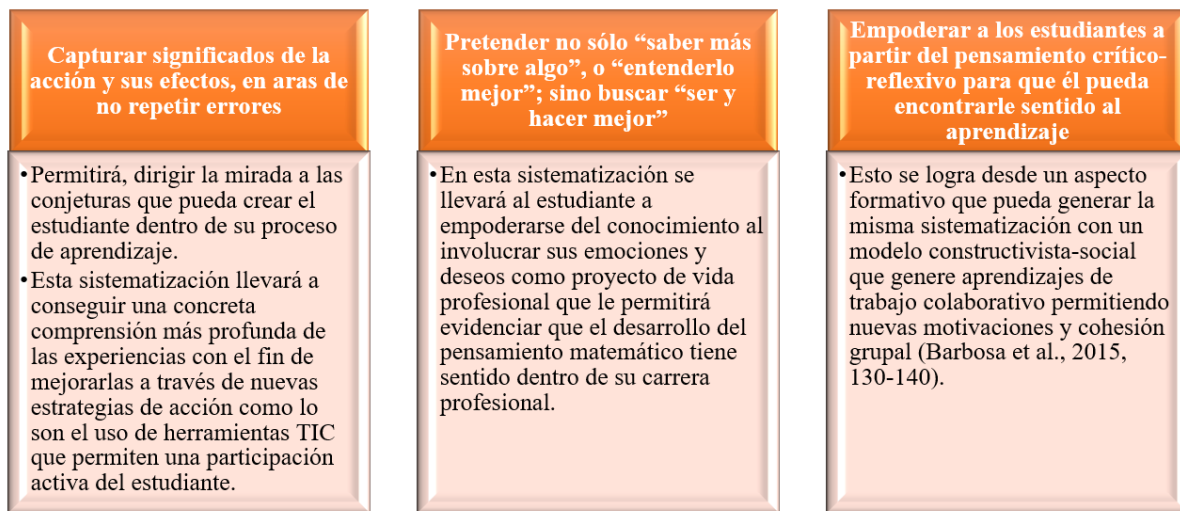 Capturar significados de la
acción y sus efectos, en aras de
no repetir errores
•Permitirá, dirigir la mirada a las
conjeturas que pueda crear el
estudiante dentro de su proceso
de aprendizaje.
•Esta sistematización llevará a
conseguir una concreta
comprensión más profunda de
las experiencias con el fin de
mejorarlas a través de nuevas
estrategias de acción como lo
son el uso de herramientas TIC
que permiten una participación
activa del estudiante.
Pretender no sólo “saber más
sobre algo”, o “entenderlo
mejor”; sino buscar “ser y
hacer mejor”
•En esta sistematización se
llevará al estudiante a
empoderarse del conocimiento al
involucrar sus emociones y
deseos como proyecto de vida
profesional que le permitirá
evidenciar que el desarrollo del
pensamiento matemático tiene
sentido dentro de su carrera
profesional.
Empoderar a los estudiantes a
partir del pensamiento crítico-
reflexivo para que él pueda
encontrarle sentido al
aprendizaje
•Esto se logra desde un aspecto
formativo que pueda generar la
misma sistematización con un
modelo constructivista-social
que genere aprendizajes de
trabajo colaborativo permitiendo
nuevas motivaciones y cohesión
grupal (Barbosa et al., 2015,
130-140).